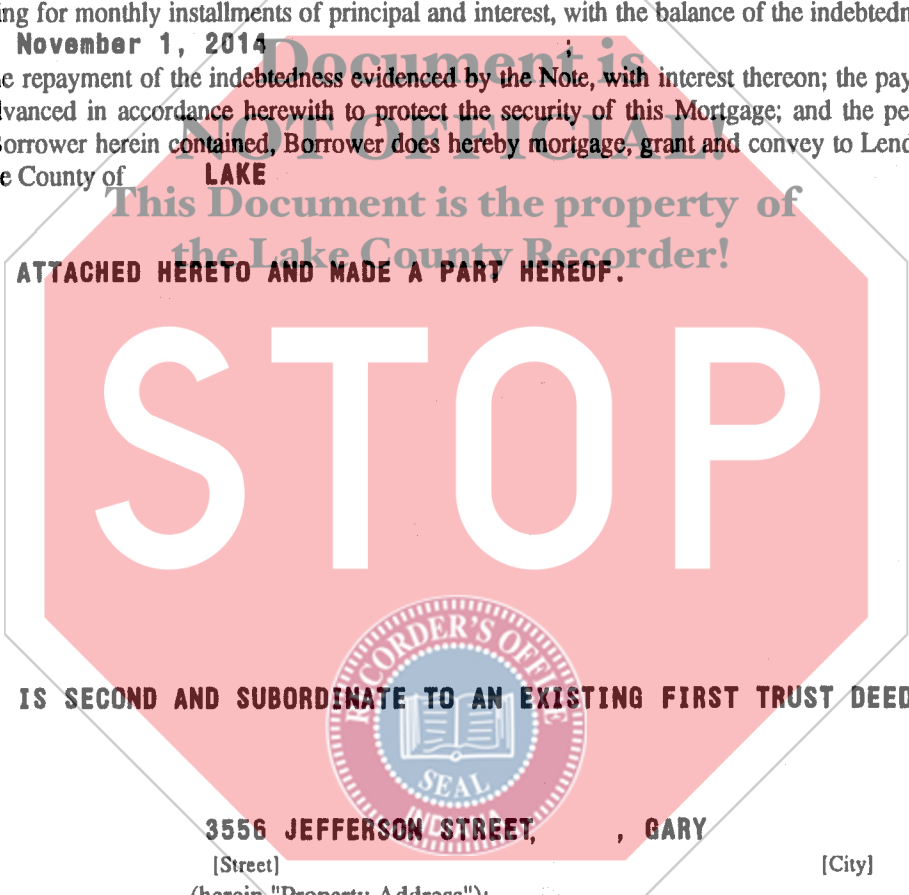 ing for monthly installments of principal and interest, with the balance of the indebtedn
November 1, 2014 ;
Document is
e repayment of the indebtedness evidenced by the Note, with interest thereon; the pay
dvanced in accordance herewith to protect the security of this Mortgage; and the pe
NOT OFFICIAL!
Borrower herein contained, Borrower does hereby mortgage, grant and convey to Lend
e County of LAKE
This Document is the property of
the Lake County Recorder!
ATTACHED HERETO AND MADE A PART HEREOF.
STOP
RECORDER'S OFFICE
IS SECOND AND SUBORDINATE TO AN EXISTING FIRST TRUST DEED
SEAL
INDIANA
3556 JEFFERSON STREET, , GARY
[Street] [City]
(herein "Property Address");